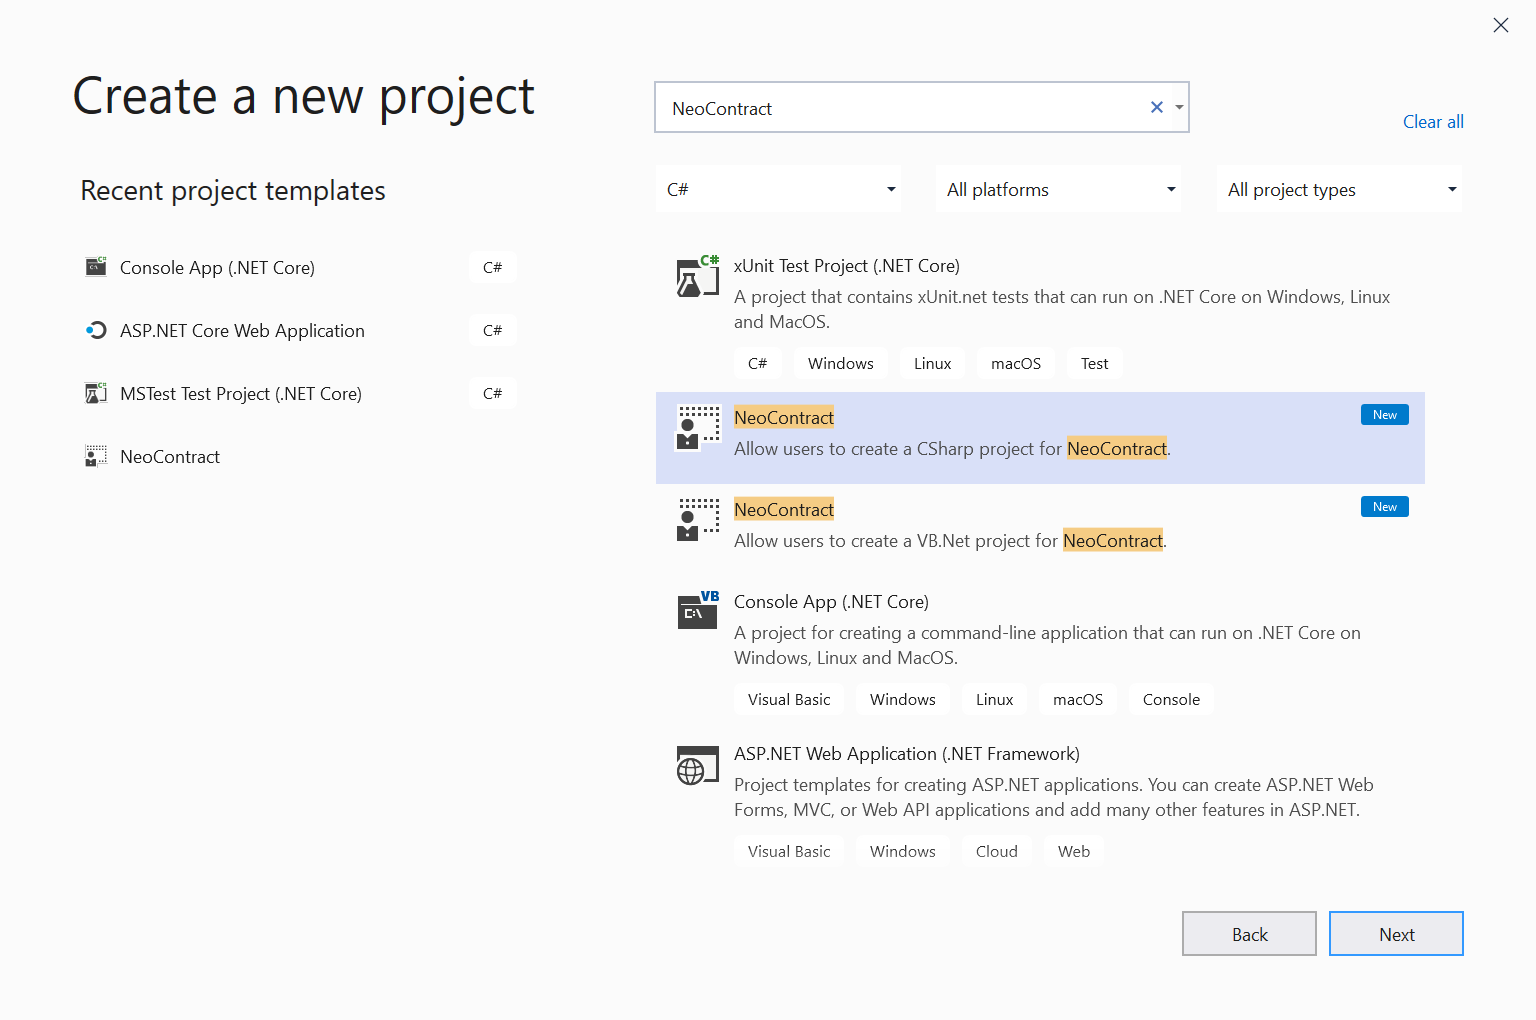 Create a new project
Recent project templates
C# Console App (.NET Core) C#
ASP.NET Core Web Application C#
C# MSTest Test Project (.NET Core) C#
NeoContract
NeoContract
Clear all
C# All platforms All project types
C# xUnit Test Project (.NET Core)
A project that contains xUnit.net tests that can run on .NET Core on Windows, Linux
and MacOS.
C# Windows Linux macOS Test
NeoContract New
Allow users to create a CSharp project for NeoContract.
NeoContract New
Allow users to create a VB.Net project for NeoContract.
VB C:\ Console App (.NET Core)
A project for creating a command-line application that can run on .NET Core on
Windows, Linux and MacOS.
Visual Basic Windows Linux macOS Console
ASP.NET Web Application (.NET Framework)
Project templates for creating ASP.NET applications. You can create ASP.NET Web
Forms, MVC, or Web API applications and add many other features in ASP.NET.
Visual Basic Windows Cloud Web
Back Next